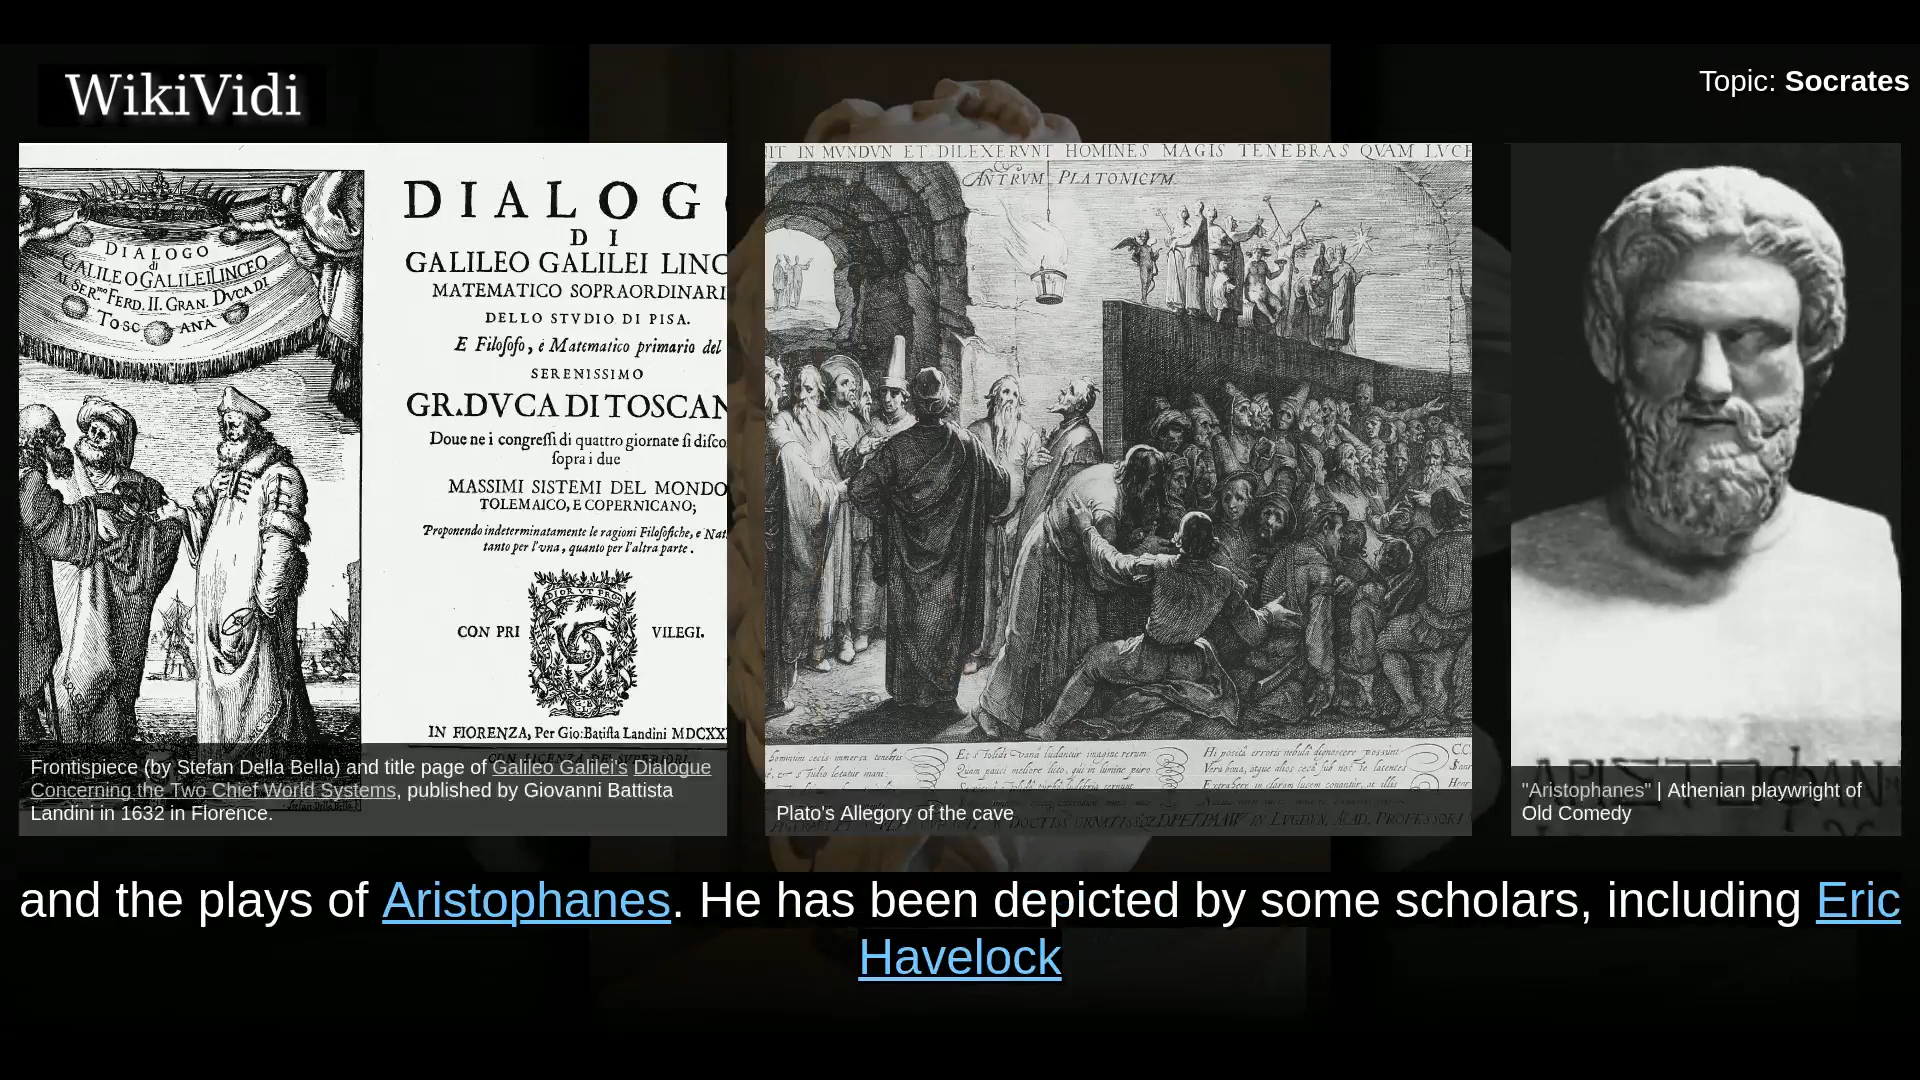 WikiVidi
Topic: Socrates
DIALOGO
di
GALILEO GALILEI LINCEO
AL SER.mo FERD. II. GRAN. DVCA DI
TOSCANA
DIALOG
DI
GALILEO GALILEI LINC
MATEMATICO SOPRAORDINARI
DELLO STVDIO DI PISA.
E Filoſofo, e Matematico primario del
SERENISSIMO
GR.DVCA DI TOSCAN
Doue ne i congreſſi di quattro giornate ſi diſco
ſopra i due
MASSIMI SISTEMI DEL MONDO
TOLEMAICO, E COPERNICANO;
Proponendo indeterminatamente le ragioni Filoſofiche, e Nat
tanto per l'vna, quanto per l'altra parte.
CON PRI VILEGI.
IN FIORENZA, Per Gio:Batiſta Landini MDCXX
CON LICENZA DE' SUPERIORI.
Frontispiece (by Stefan Della Bella) and title page of Galileo Galilei's Dialogue
Concerning the Two Chief World Systems, published by Giovanni Battista
Landini in 1632 in Florence.
IT IN MVNDVN ET DILEXERVNT HOMINES MAGIS TENEBRAS QVAM LVCE
ANTRVM PLATONICVM.
Plato's Allegory of the cave
ΑΡΙΣΤΟΦΑΝ
"Aristophanes" | Athenian playwright of
Old Comedy
and the plays of Aristophanes. He has been depicted by some scholars, including Eric
Havelock